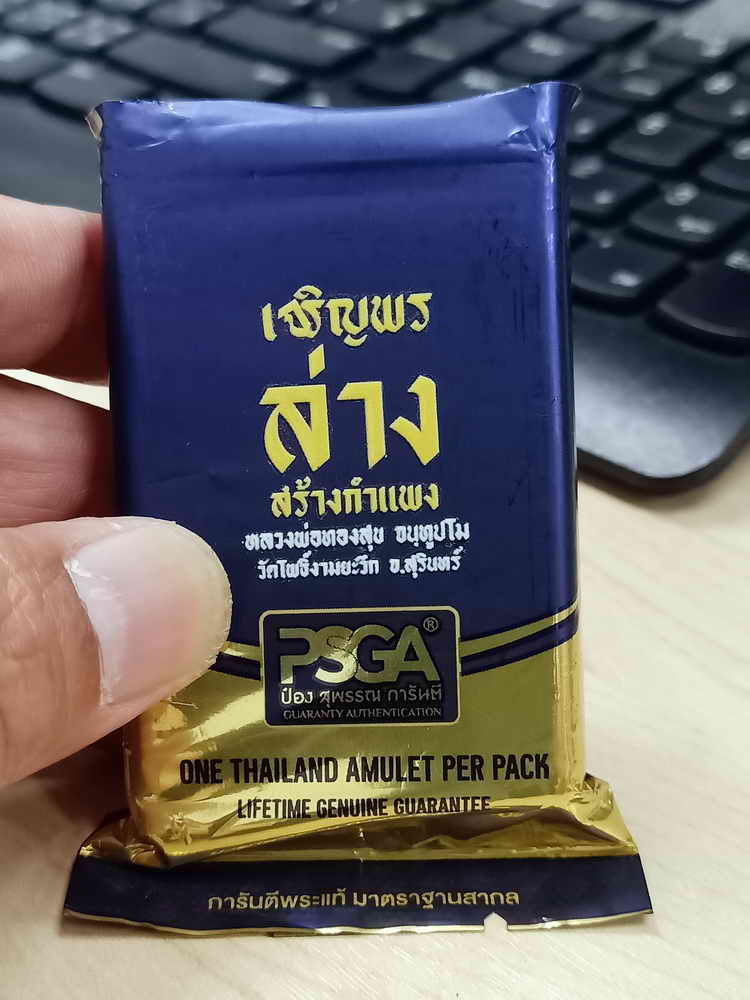 เจริญพร
ล่าง
สร้างกำแพง
หลวงพ่อทองสุข อินฺทปโม
วัดโพธิ์งามยะวึก จ.สุรินทร์
PSGA®
ป๋อง สุพรรณ การันตี
GUARANTY AUTHENTICATION
ONE THAILAND AMULET PER PACK
LIFETIME GENUINE GUARANTEE
การันตีพระแท้ มาตราฐานสากล